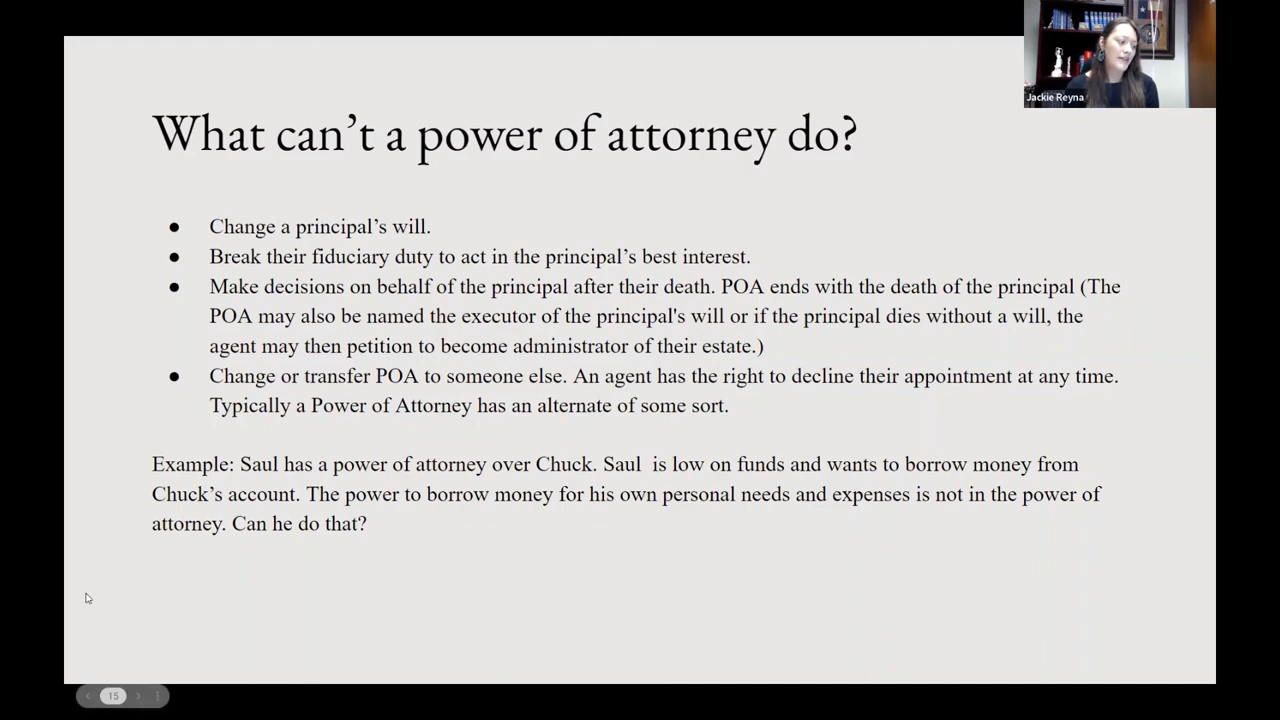 Jackie Reyna
What can’t a power of attorney do?
● Change a principal’s will.
● Break their fiduciary duty to act in the principal’s best interest.
● Make decisions on behalf of the principal after their death. POA ends with the death of the principal (The
POA may also be named the executor of the principal's will or if the principal dies without a will, the
agent may then petition to become administrator of their estate.)
● Change or transfer POA to someone else. An agent has the right to decline their appointment at any time.
Typically a Power of Attorney has an alternate of some sort.
Example: Saul has a power of attorney over Chuck. Saul  is low on funds and wants to borrow money from
Chuck’s account. The power to borrow money for his own personal needs and expenses is not in the power of
attorney. Can he do that?
15